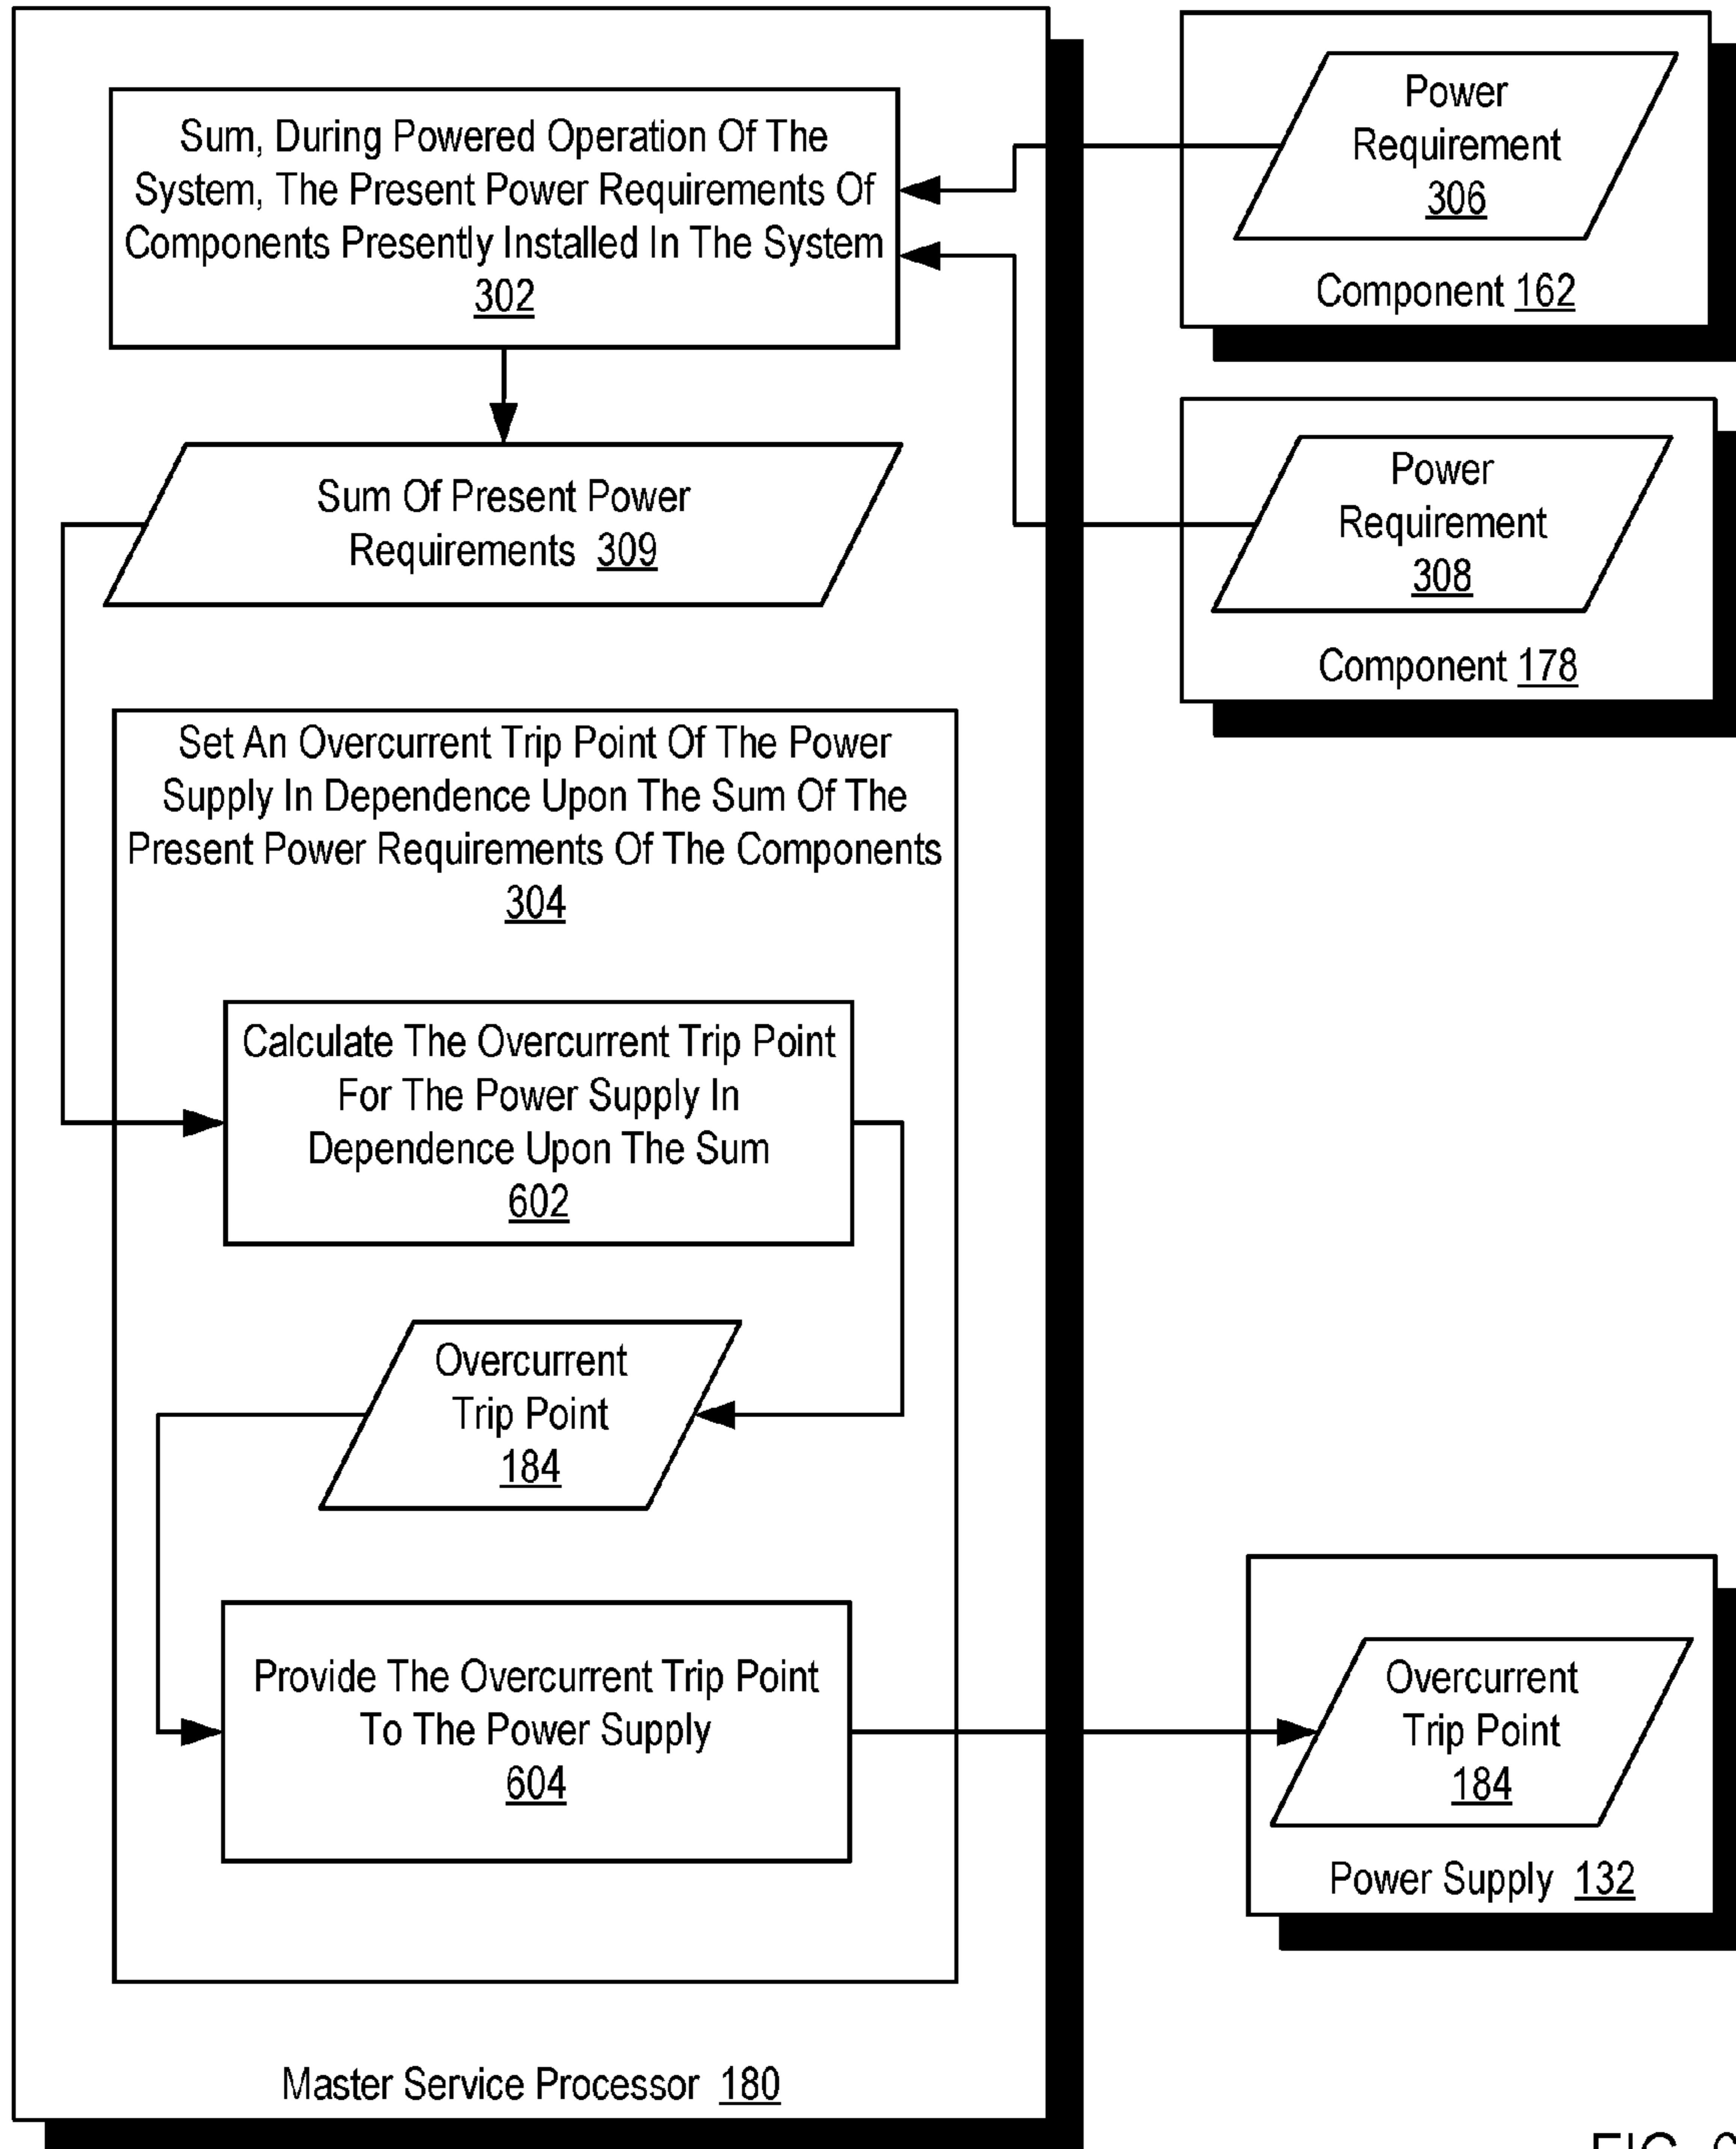 Sum, During Powered Operation Of The
System, The Present Power Requirements Of
Components Presently Installed In The System
302
Power
Requirement
306
Component 162
Sum Of Present Power
Requirements 309
Power
Requirement
308
Component 178
Set An Overcurrent Trip Point Of The Power
Supply In Dependence Upon The Sum Of The
Present Power Requirements Of The Components
304
Calculate The Overcurrent Trip Point
For The Power Supply In
Dependence Upon The Sum
602
Overcurrent
Trip Point
184
Provide The Overcurrent Trip Point
To The Power Supply
604
Overcurrent
Trip Point
184
Power Supply 132
Master Service Processor 180
FIG.